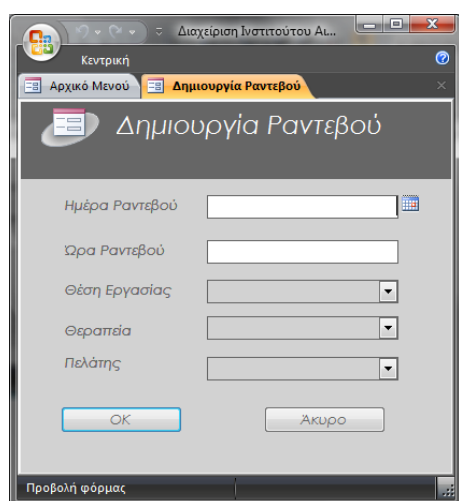 Διαχείριση Ινστιτούτου Αι...
Κεντρική
Αρχικό Μενού
Δημιουργία Ραντεβού
Δημιουργία Ραντεβού
Ημέρα Ραντεβού
Ώρα Ραντεβού
Θέση Εργασίας
Θεραπεία
Πελάτης
OK
Άκυρο
Προβολή φόρμας